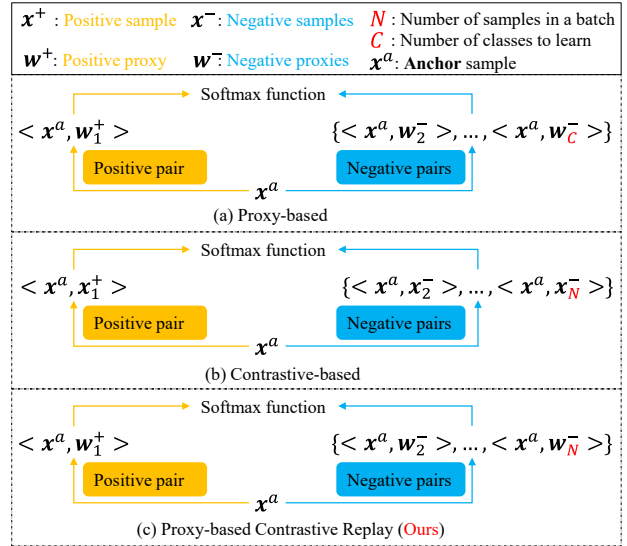 x⁺ : Positive sample x⁻ : Negative samples N : Number of samples in a batch
C : Number of classes to learn
w⁺ : Positive proxy w⁻ : Negative proxies xᵃ : Anchor sample
Softmax function
< xᵃ, w₁⁺ > {< xᵃ, w₂⁻ >, ..., < xᵃ, w_C⁻ >}
Positive pair Negative pairs
xᵃ
(a) Proxy-based
Softmax function
< xᵃ, x₁⁺ > {< xᵃ, x₂⁻ >, ..., < xᵃ, x_N⁻ >}
Positive pair Negative pairs
xᵃ
(b) Contrastive-based
Softmax function
< xᵃ, w₁⁺ > {< xᵃ, w₂⁻ >, ..., < xᵃ, w_N⁻ >}
Positive pair Negative pairs
xᵃ
(c) Proxy-based Contrastive Replay (Ours)